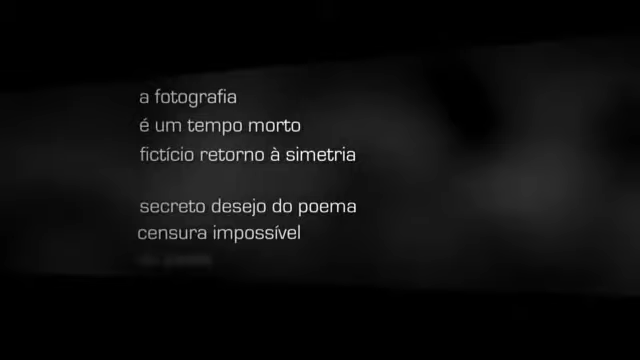 a fotografia
é um tempo morto
fictício retorno à simetria
secreto desejo do poema
censura impossível